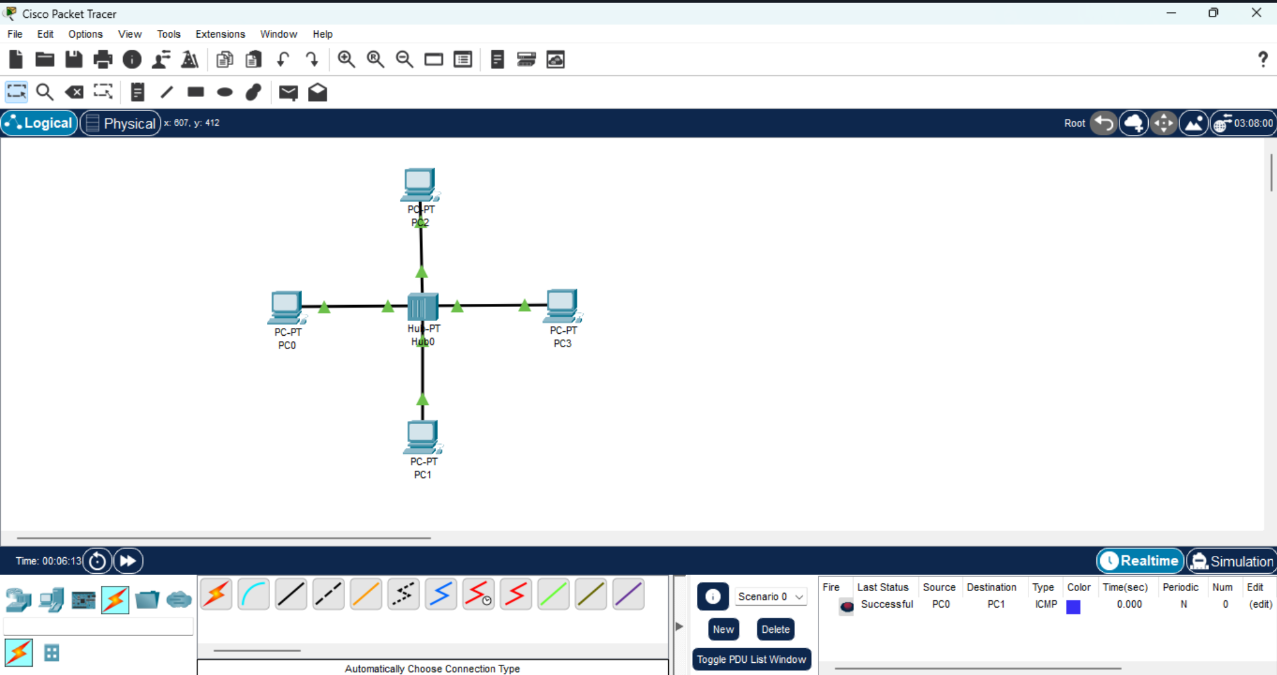 Cisco Packet Tracer
File Edit Options View Tools Extensions Window Help
Logical Physical x: 607, y: 412 Root 03:08:00
PC-PT
PC2
PC-PT
PC0
Hub-PT
Hub0
PC-PT
PC3
PC-PT
PC1
Time: 00:06:13 Realtime Simulation
Scenario 0
New Delete
Toggle PDU List Window
Fire Last Status Source Destination Type Color Time(sec) Periodic Num Edit
Successful PC0 PC1 ICMP 0.000 N 0 (edit)
Automatically Choose Connection Type